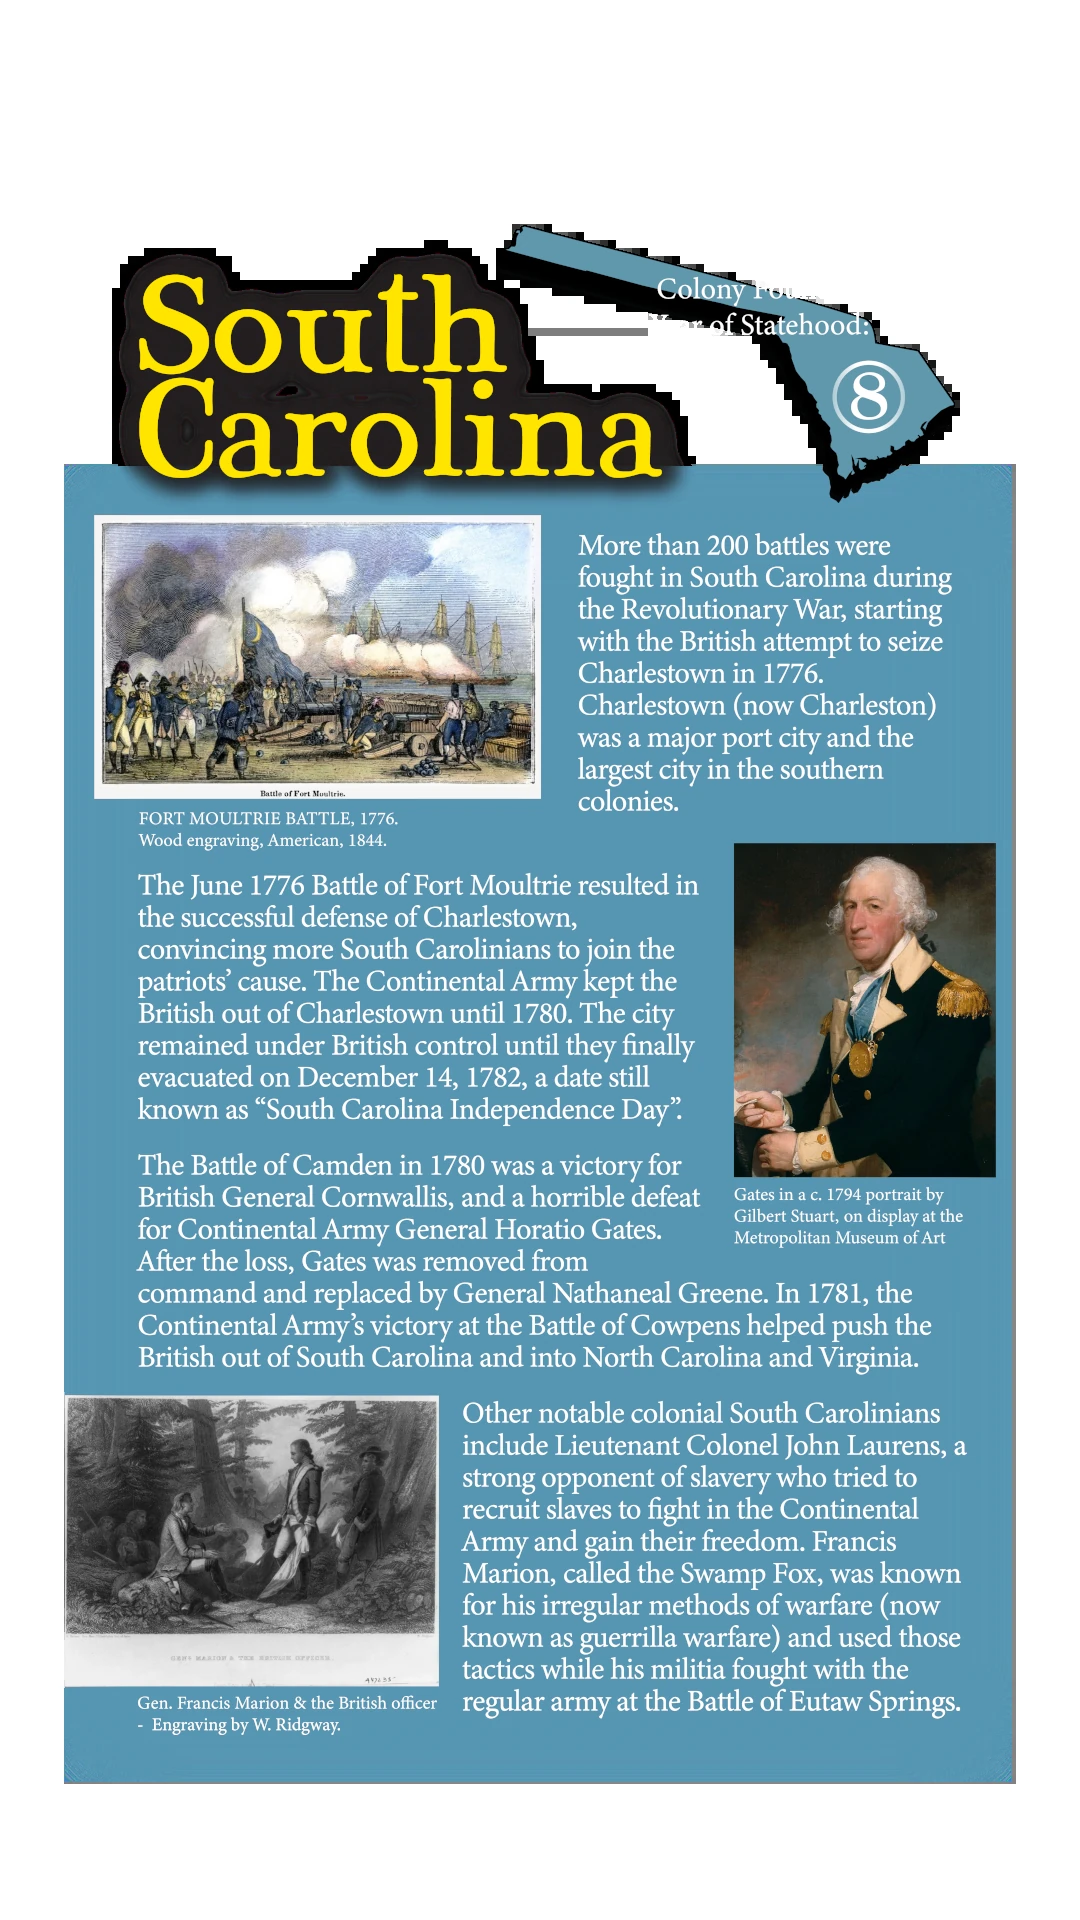 South
Carolina
Colony
of Statehood:
8
More than 200 battles were
fought in South Carolina during
the Revolutionary War, starting
with the British attempt to seize
Charlestown in 1776.
Charlestown (now Charleston)
was a major port city and the
largest city in the southern
colonies.
Battle of Fort Moultrie.
FORT MOULTRIE BATTLE, 1776.
Wood engraving, American, 1844.
The June 1776 Battle of Fort Moultrie resulted in
the successful defense of Charlestown,
convincing more South Carolinians to join the
patriots’ cause. The Continental Army kept the
British out of Charlestown until 1780. The city
remained under British control until they finally
evacuated on December 14, 1782, a date still
known as “South Carolina Independence Day”.
Gates in a c. 1794 portrait by
Gilbert Stuart, on display at the
Metropolitan Museum of Art
The Battle of Camden in 1780 was a victory for
British General Cornwallis, and a horrible defeat
for Continental Army General Horatio Gates.
After the loss, Gates was removed from
command and replaced by General Nathaneal Greene. In 1781, the
Continental Army’s victory at the Battle of Cowpens helped push the
British out of South Carolina and into North Carolina and Virginia.
Other notable colonial South Carolinians
include Lieutenant Colonel John Laurens, a
strong opponent of slavery who tried to
recruit slaves to fight in the Continental
Army and gain their freedom. Francis
Marion, called the Swamp Fox, was known
for his irregular methods of warfare (now
known as guerrilla warfare) and used those
tactics while his militia fought with the
regular army at the Battle of Eutaw Springs.
GENL MARION & THE BRITISH OFFICER.
Gen. Francis Marion & the British officer
- Engraving by W. Ridgway.